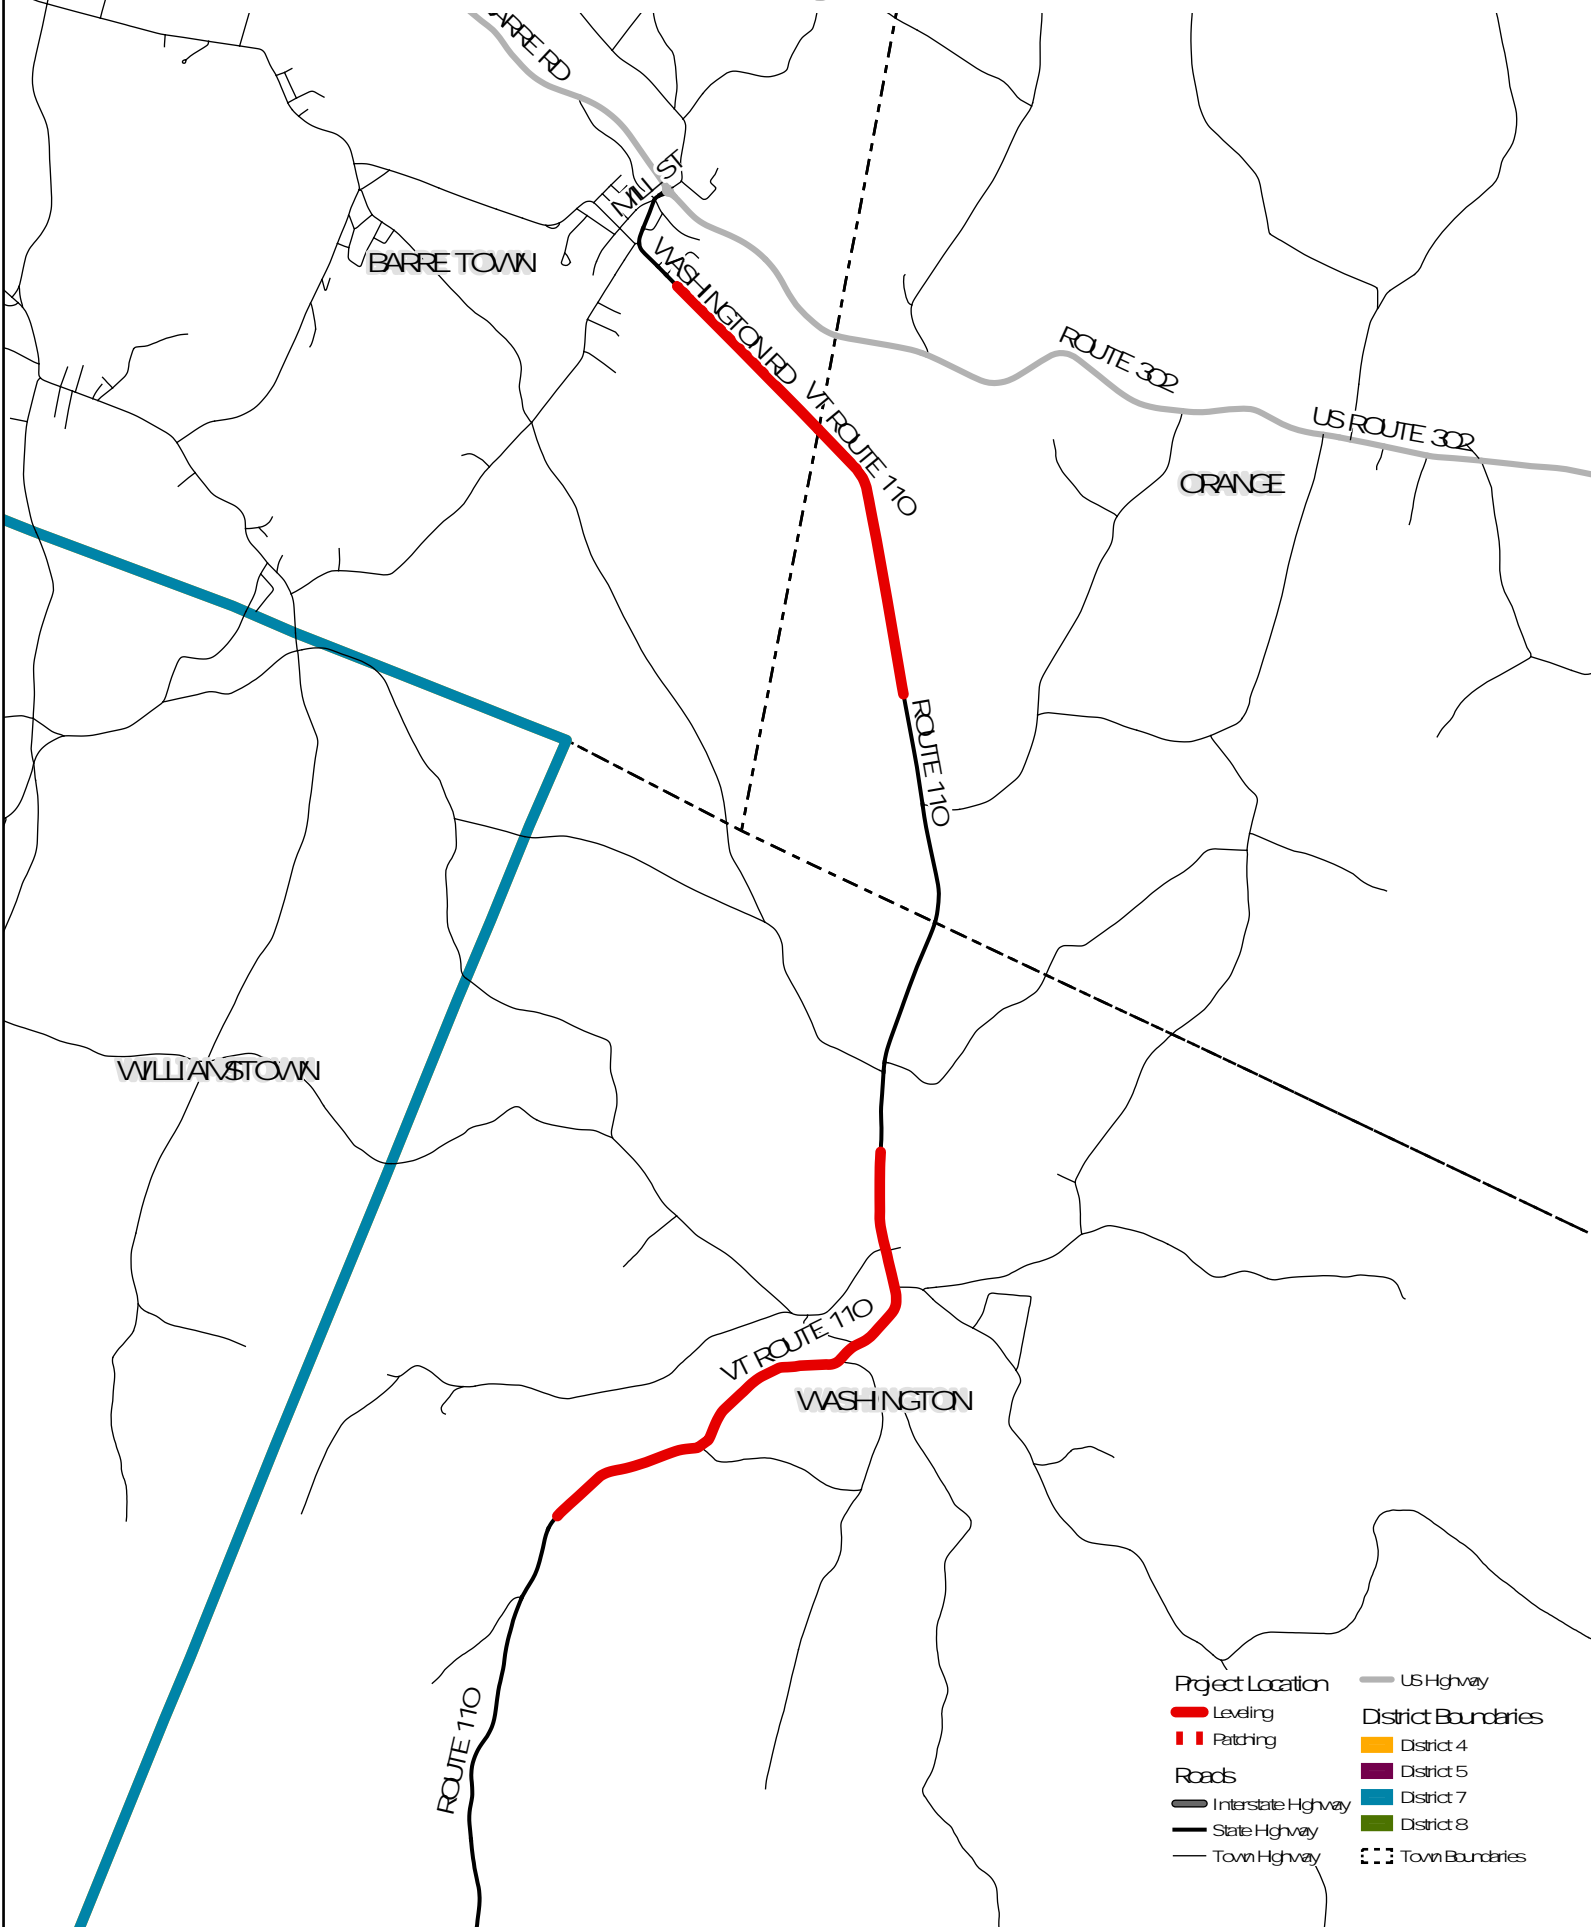 BARRE RD
MILL ST
WASHINGTON RD
BARRE TOWN
VT ROUTE 110
ROUTE 302
US ROUTE 302
ORANGE
ROUTE 110
WILLIAMSTOWN
VT ROUTE 110
WASHINGTON
ROUTE 110
Project Location
Leveling
Patching
Roads
Interstate Highway
State Highway
Town Highway
US Highway
District Boundaries
District 4
District 5
District 7
District 8
Town Boundaries